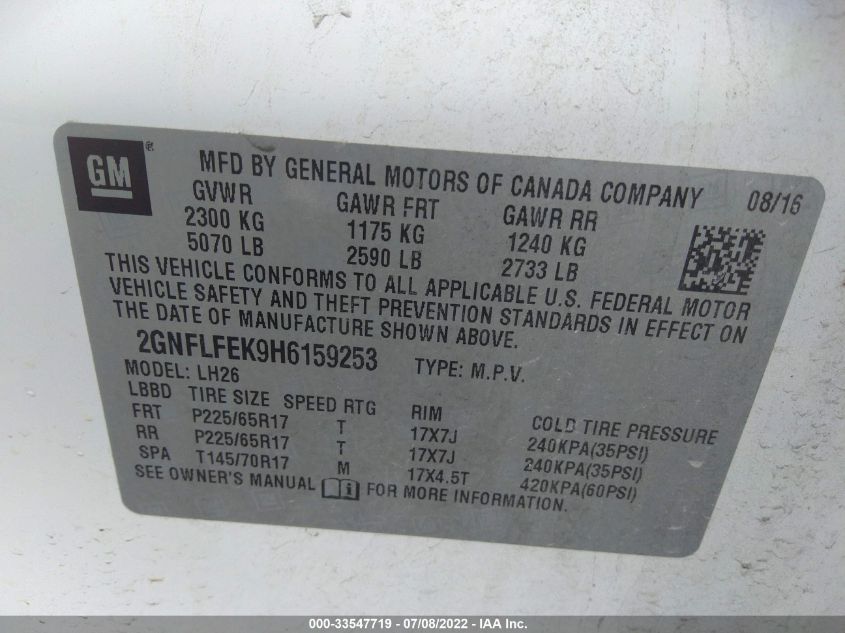 GM ® MFD BY GENERAL MOTORS OF CANADA COMPANY 08/16
GVWR GAWR FRT GAWR RR
2300 KG 1175 KG 1240 KG
5070 LB 2590 LB 2733 LB
THIS VEHICLE CONFORMS TO ALL APPLICABLE U.S. FEDERAL MOTOR
VEHICLE SAFETY AND THEFT PREVENTION STANDARDS IN EFFECT ON
THE DATE OF MANUFACTURE SHOWN ABOVE.
2GNFLFEK9H6159253 TYPE: M.P.V.
MODEL: LH26
LBBD TIRE SIZE SPEED RTG RIM COLD TIRE PRESSURE
FRT P225/65R17 T 17X7J 240KPA(35PSI)
RR P225/65R17 T 17X7J 240KPA(35PSI)
SPA T145/70R17 M 17X4.5T 420KPA(60PSI)
SEE OWNER'S MANUAL FOR MORE INFORMATION.
000-33547719 - 07/08/2022 - IAA Inc.